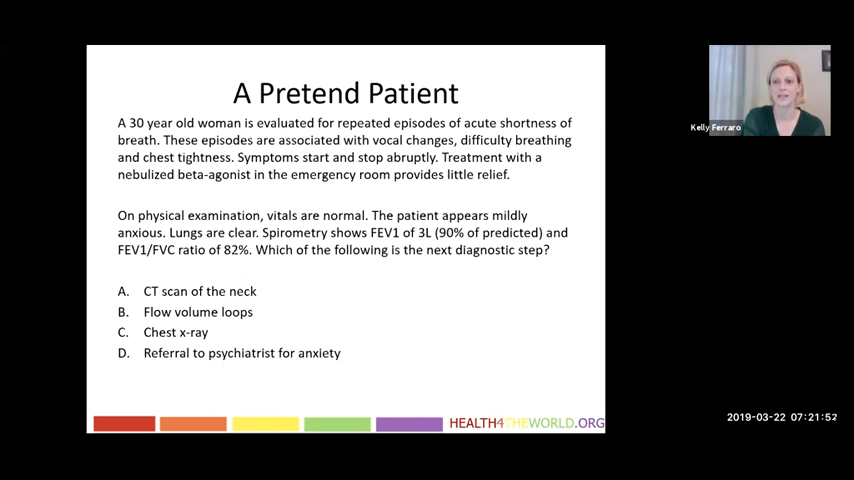 A Pretend Patient
A 30 year old woman is evaluated for repeated episodes of acute shortness of
breath. These episodes are associated with vocal changes, difficulty breathing
and chest tightness. Symptoms start and stop abruptly. Treatment with a
nebulized beta-agonist in the emergency room provides little relief.
On physical examination, vitals are normal. The patient appears mildly
anxious. Lungs are clear. Spirometry shows FEV1 of 3L (90% of predicted) and
FEV1/FVC ratio of 82%. Which of the following is the next diagnostic step?
A. CT scan of the neck
B. Flow volume loops
C. Chest x-ray
D. Referral to psychiatrist for anxiety
HEALTH4THEWORLD.ORG
Kelly Ferraro
2019-03-22 07:21:52